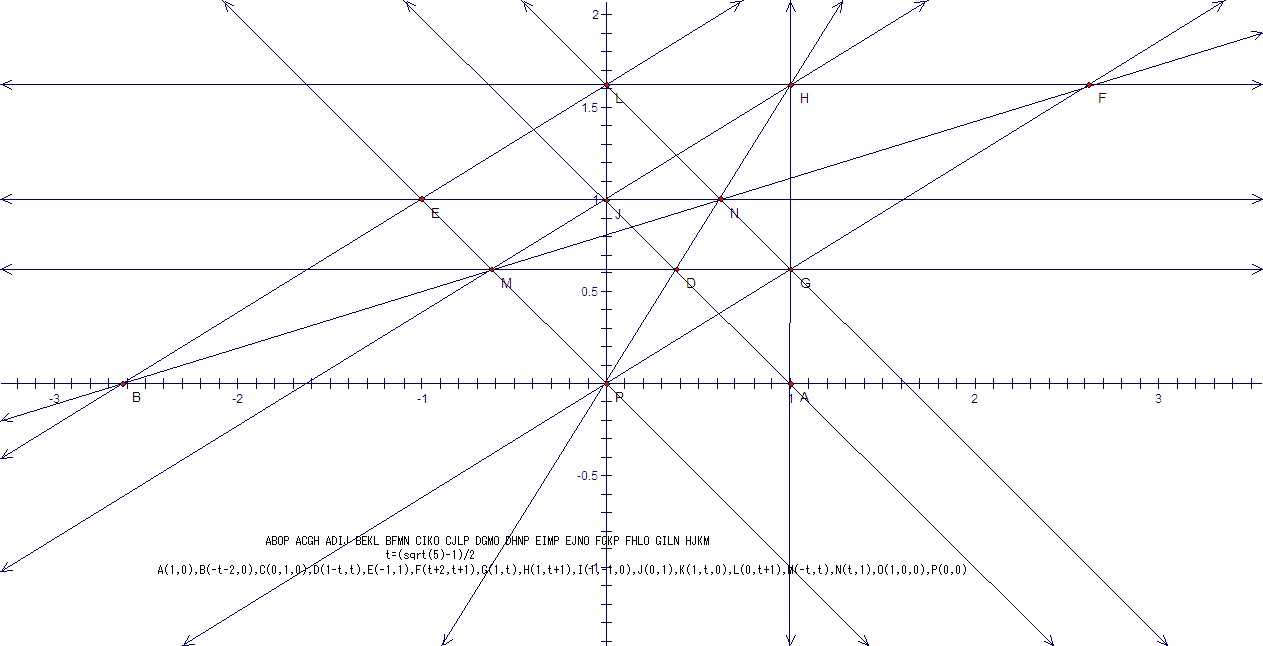 2
L
H
F
1.5
1
E
J
N
M
D
G
0.5
-3
B
-2
-1
P
1
A
2
3
-0.5
ABOP ACGH ADIJ BEKL BFMN CIKO CJLP DGMO DHNP EIMP EJNO FGKP FHLO GILN HJKM
t=(sqrt(5)-1)/2
A(1,0),B(-t-2,0),C(0,1,0),D(1-t,t),E(-1,1),F(t+2,t+1),G(1,t),H(1,t+1),I(-1,1,0),J(0,1),K(1,t,0),L(0,t+1),M(-t,t),N(t,1),O(1,0,0),P(0,0)
-1